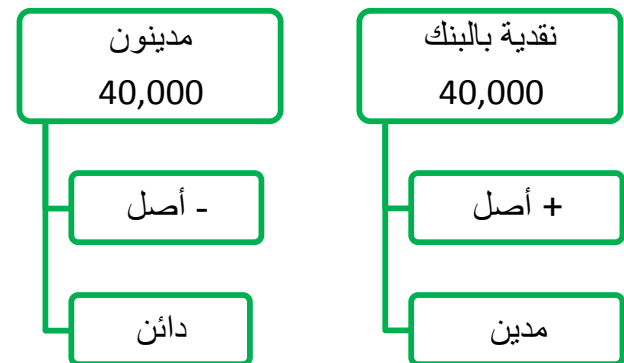 نقدية بالبنك
40,000
+ أصل
مدين
مدينون
40,000
- أصل
دائن